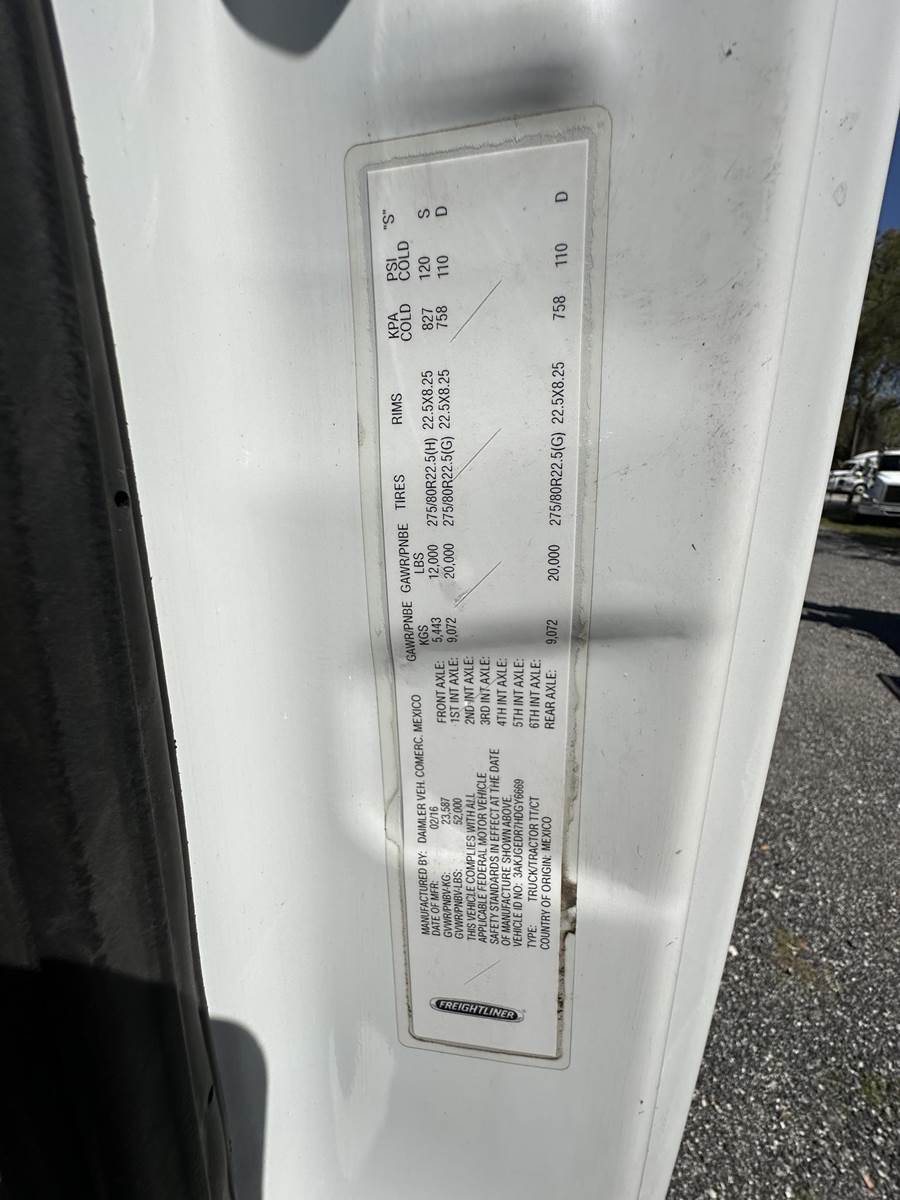 FREIGHTLINER
MANUFACTURED BY: DAIMLER VEH. COMERC. MEXICO
DATE OF MFR: 02/16
GVWR/PNBV-KG: 23,587
GVWR/PNBV-LBS: 52,000
THIS VEHICLE COMPLIES WITH ALL
APPLICABLE FEDERAL MOTOR VEHICLE
SAFETY STANDARDS IN EFFECT AT THE DATE
OF MANUFACTURE SHOWN ABOVE.
VEHICLE ID NO: 3AKJGEDR7HDGY6669
TYPE: TRUCK/TRACTOR TT/CT
COUNTRY OF ORIGIN: MEXICO
GAWR/PNBE GAWR/PNBE TIRES RIMS KPA PSI "S"
KGS LBS COLD COLD
FRONT AXLE: 5,443 12,000 275/80R22.5(H) 22.5X8.25 827 120 S
1ST INT AXLE: 9,072 20,000 275/80R22.5(G) 22.5X8.25 758 110 D
2ND INT AXLE:
3RD INT AXLE:
4TH INT AXLE:
5TH INT AXLE:
6TH INT AXLE:
REAR AXLE: 9,072 20,000 275/80R22.5(G) 22.5X8.25 758 110 D